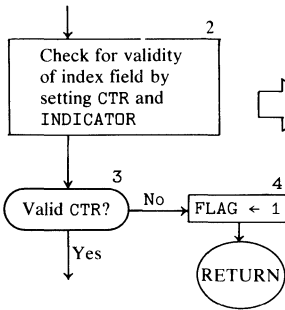 2
Check for validity
of index field by
setting CTR and
INDICATOR
3
Valid CTR?
No
4
FLAG ← 1
Yes
RETURN